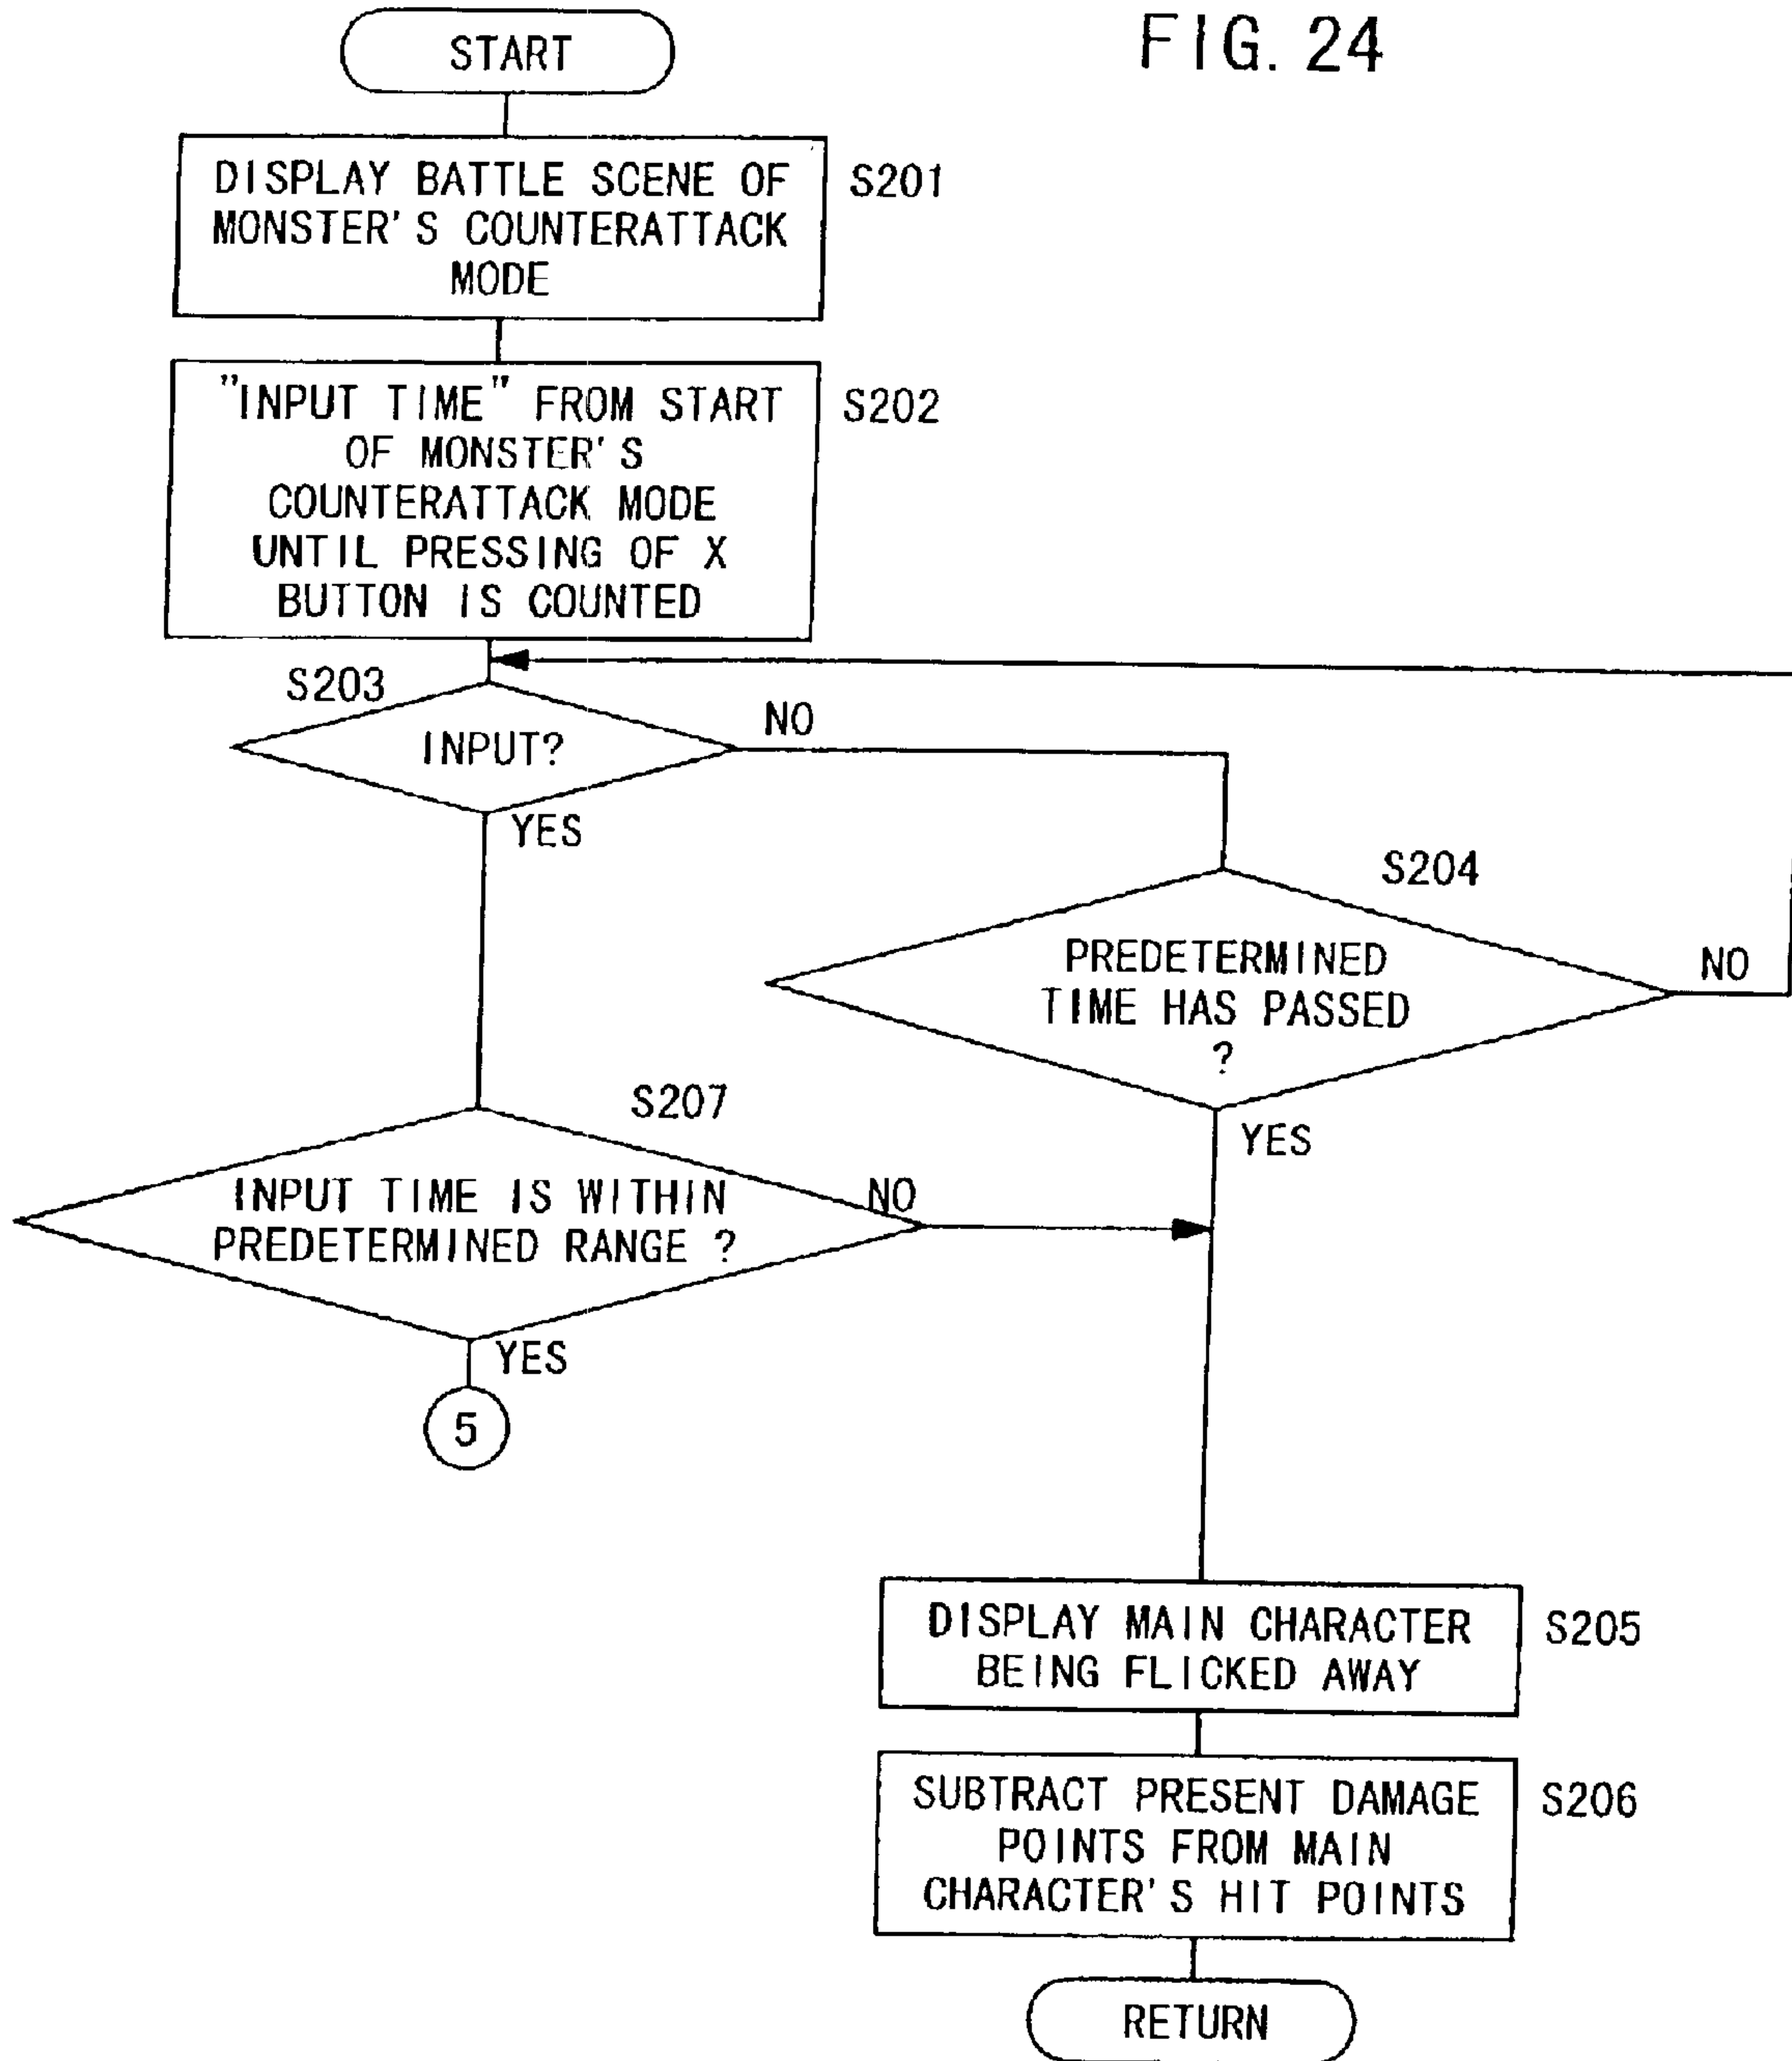 FIG. 24
START
DISPLAY BATTLE SCENE OF
MONSTER'S COUNTERATTACK
MODE
S201
"INPUT TIME" FROM START
OF MONSTER'S
COUNTERATTACK MODE
UNTIL PRESSING OF X
BUTTON IS COUNTED
S202
S203
INPUT?
NO
YES
S204
PREDETERMINED
TIME HAS PASSED
?
NO
YES
S207
INPUT TIME IS WITHIN
PREDETERMINED RANGE ?
NO
YES
5
DISPLAY MAIN CHARACTER
BEING FLICKED AWAY
S205
SUBTRACT PRESENT DAMAGE
POINTS FROM MAIN
CHARACTER'S HIT POINTS
S206
RETURN